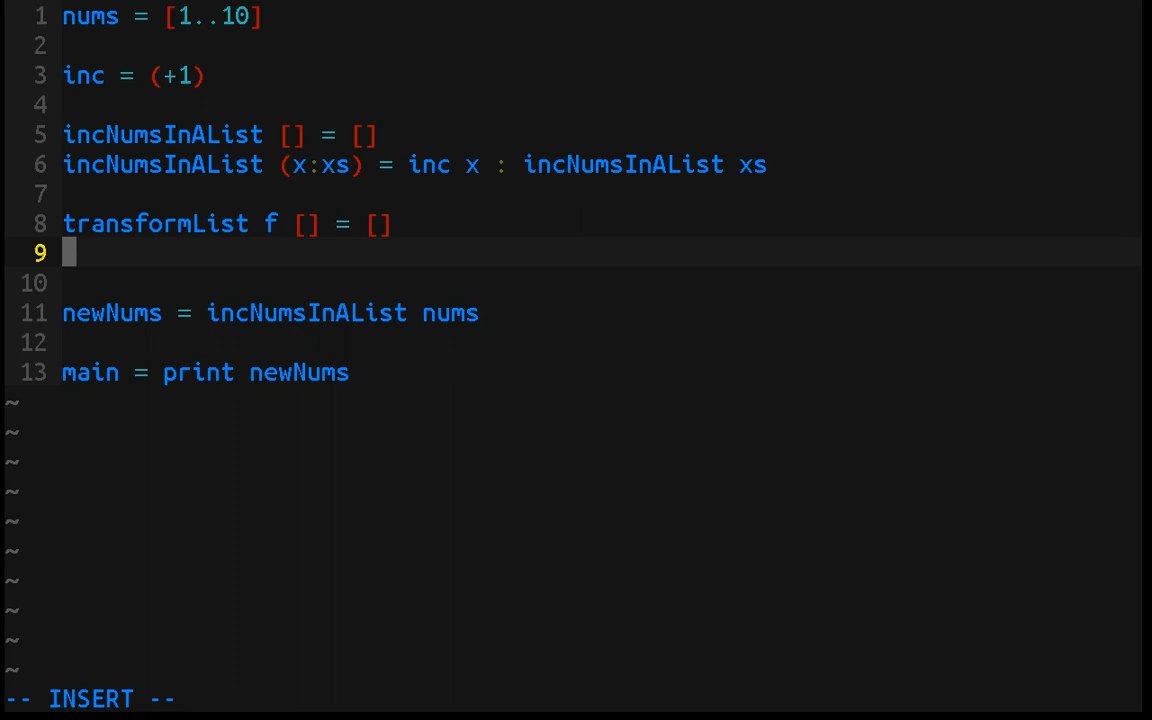 1 nums = [1..10]
2
3 inc = (+1)
4
5 incNumsInAList [] = []
6 incNumsInAList (x:xs) = inc x : incNumsInAList xs
7
8 transformList f [] = []
9
10
11 newNums = incNumsInAList nums
12
13 main = print newNums
~
~
~
~
~
~
~
~
~
~
-- INSERT --